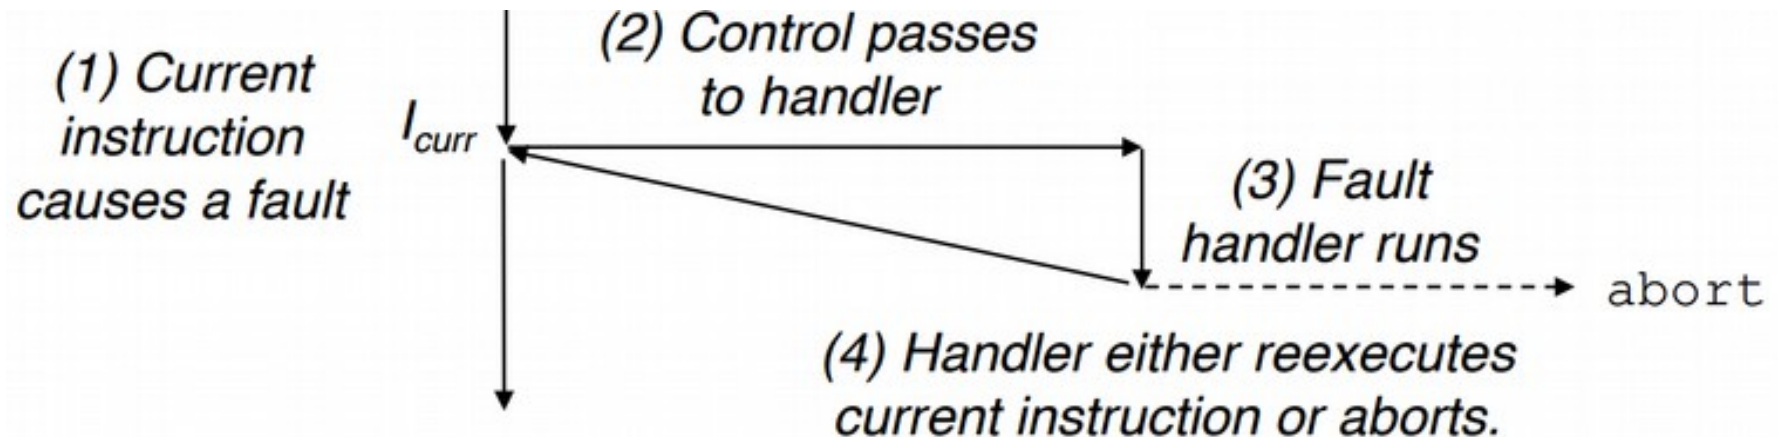 (1) Current
instruction
causes a fault
I_curr
(2) Control passes
to handler
(3) Fault
handler runs
abort
(4) Handler either reexecutes
current instruction or aborts.